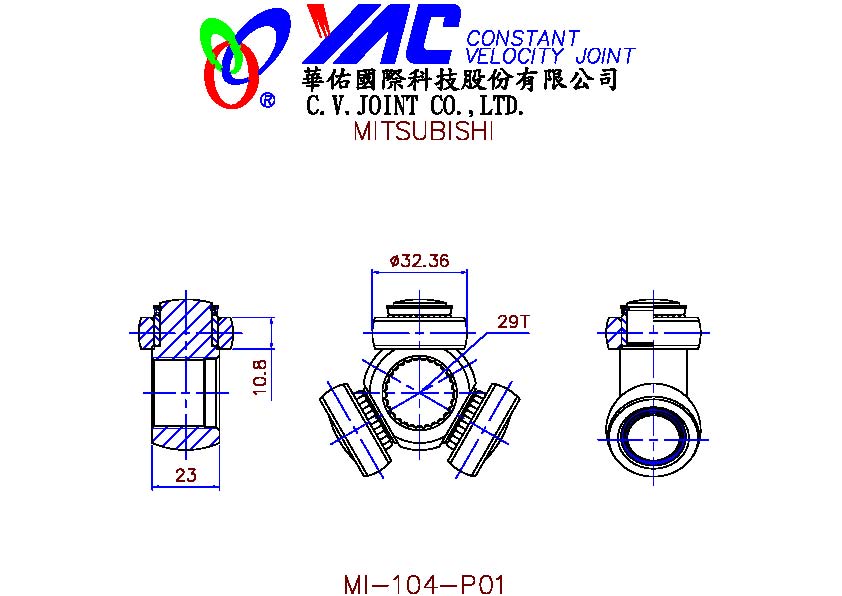 YAC CONSTANT
VELOCITY JOINT
®
華佑國際科技股份有限公司
C.V.JOINT CO.,LTD.
MITSUBISHI
ø32.36
29T
10.8
23
MI-104-P01